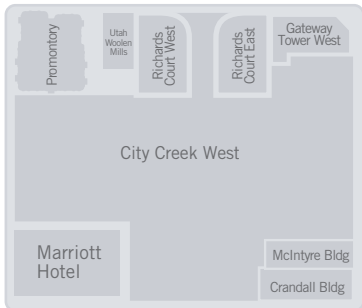 Promontory
Utah
Woolen
Mills
Richards
Court West
Richards
Court East
Gateway
Tower West
City Creek West
Marriott
Hotel
McIntyre Bldg
Crandall Bldg